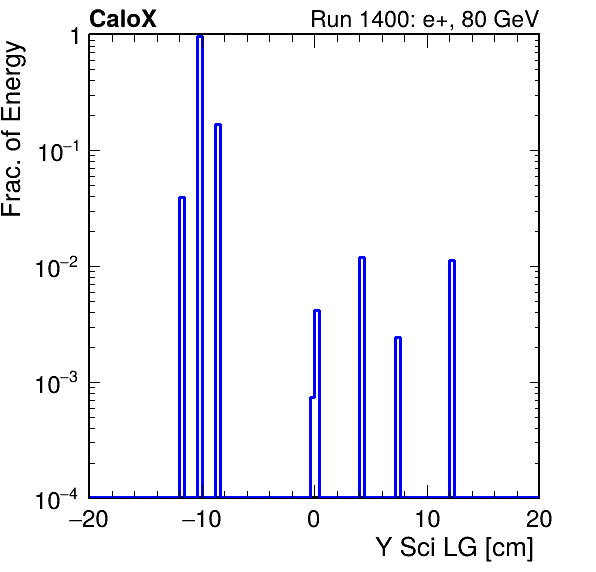 CaloX Run 1400: e+, 80 GeV
Frac. of Energy
1
10⁻¹
10⁻²
10⁻³
10⁻⁴
−20 −10 0 10 20
Y Sci LG [cm]